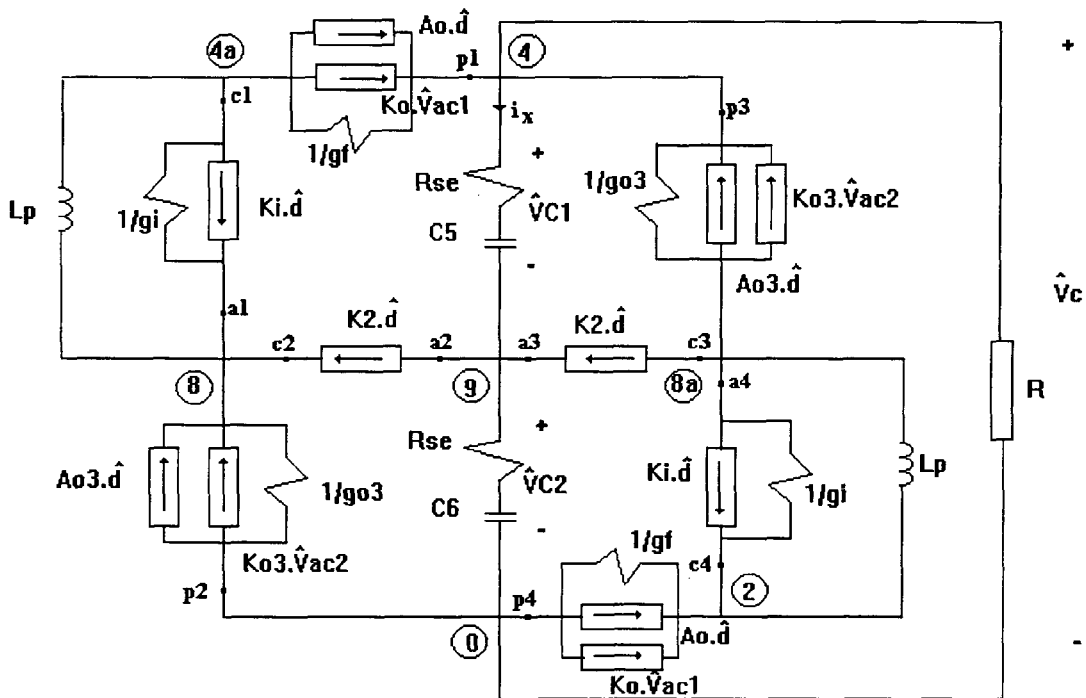 Ao.d̂
4a
4
+
p1
c1
Ko.V̂ac1
ix
p3
1/gf
+
Rse
1/go3
Ko3.V̂ac2
Lp
1/gi
Ki.d̂
V̂C1
C5
-
Ao3.d̂
V̂c
a1
K2.d̂
K2.d̂
c2
a2
a3
c3
8
9
8a
a4
R
+
Rse
Ao3.d̂
1/go3
V̂C2
Ki.d̂
1/gi
Lp
C6
-
Ko3.V̂ac2
1/gf
c4
p2
p4
2
0
Ao.d̂
-
Ko.V̂ac1